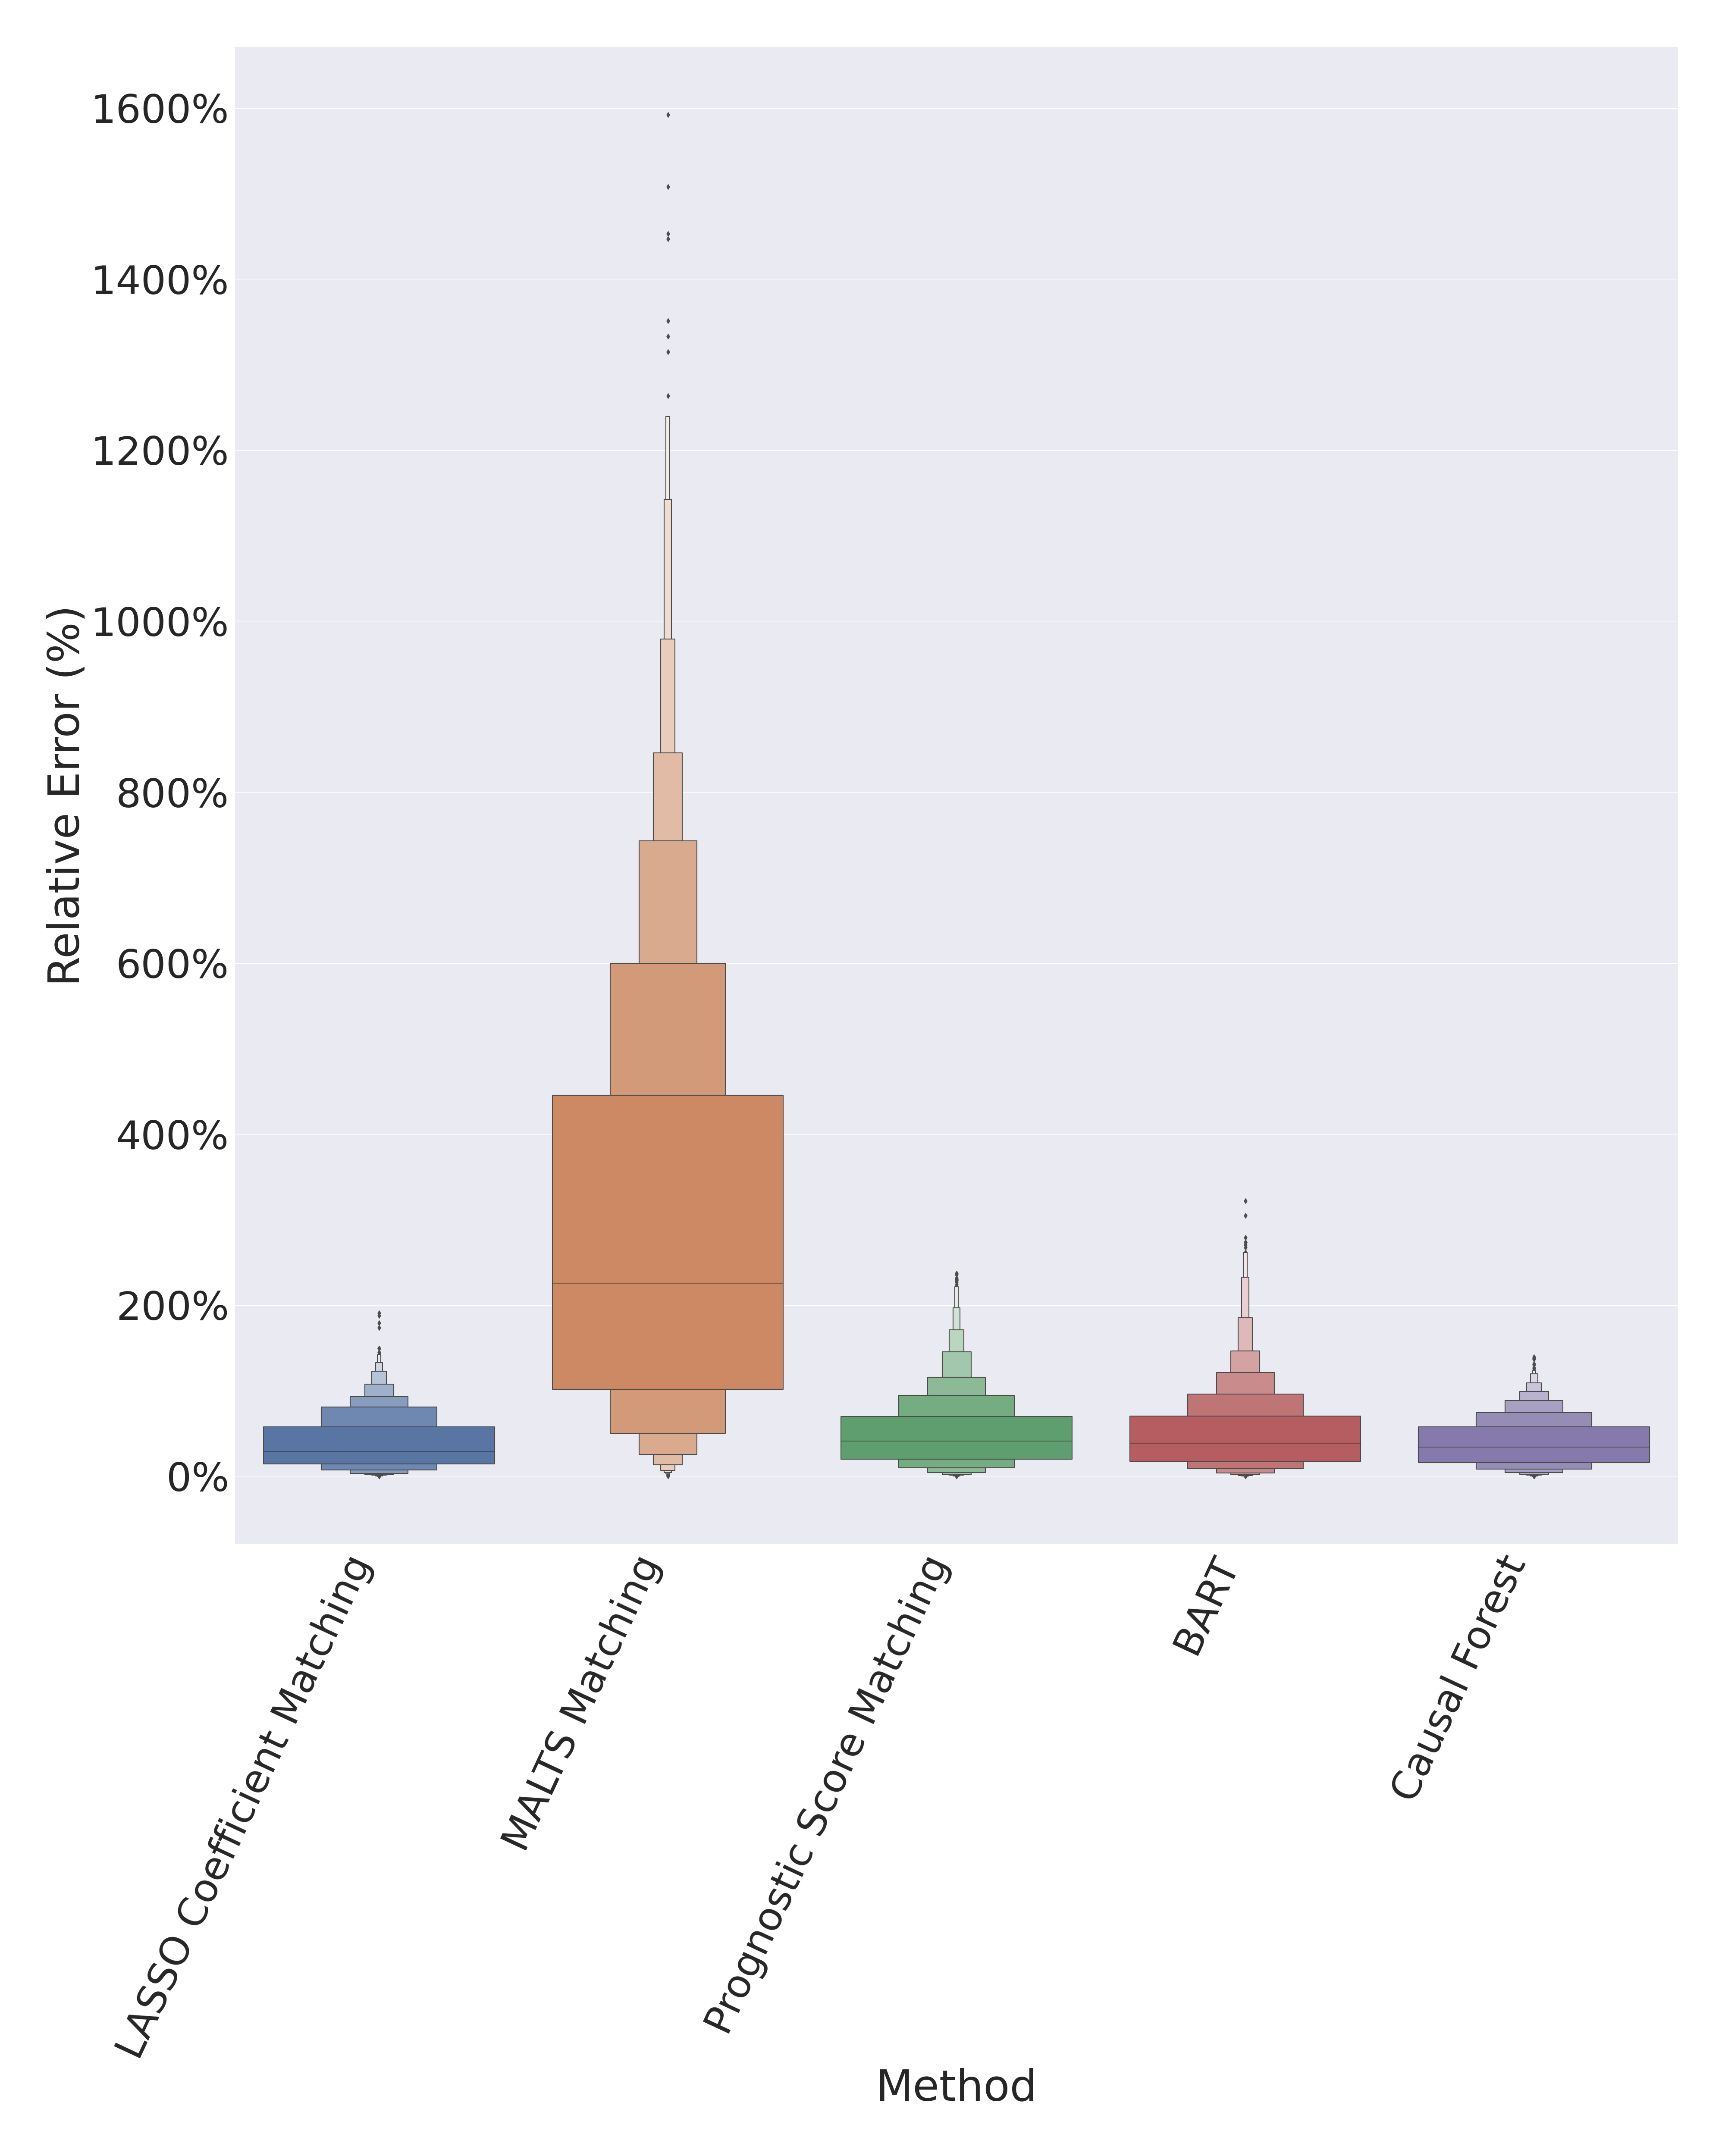 1600%
1400%
1200%
1000%
800%
600%
400%
200%
0%
Relative Error (%)
LASSO Coefficient Matching
MALTS Matching
Prognostic Score Matching
BART
Causal Forest
Method